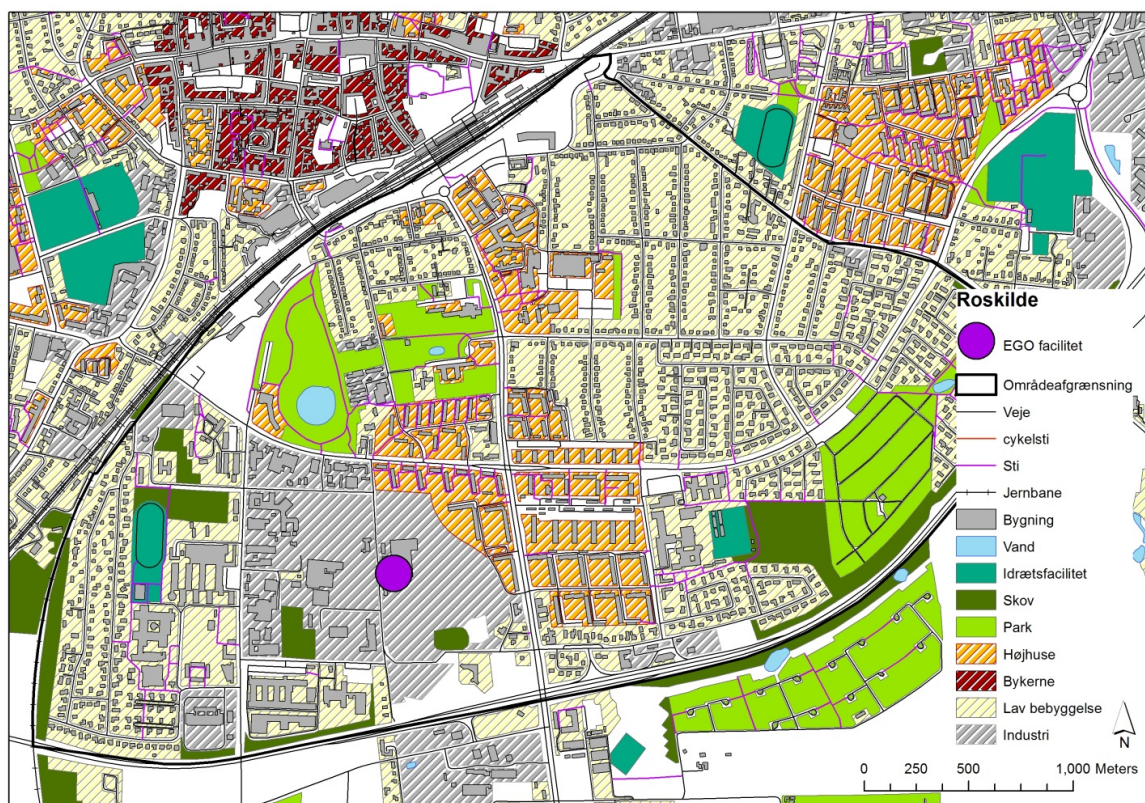 Roskilde
EGO facilitet
Områdeafgrænsning
Veje
cykelsti
Sti
Jernbane
Bygning
Vand
Idrætsfacilitet
Skov
Park
Højhuse
Bykerne
Lav bebyggelse
Industri
N
0 250 500 1,000 Meters